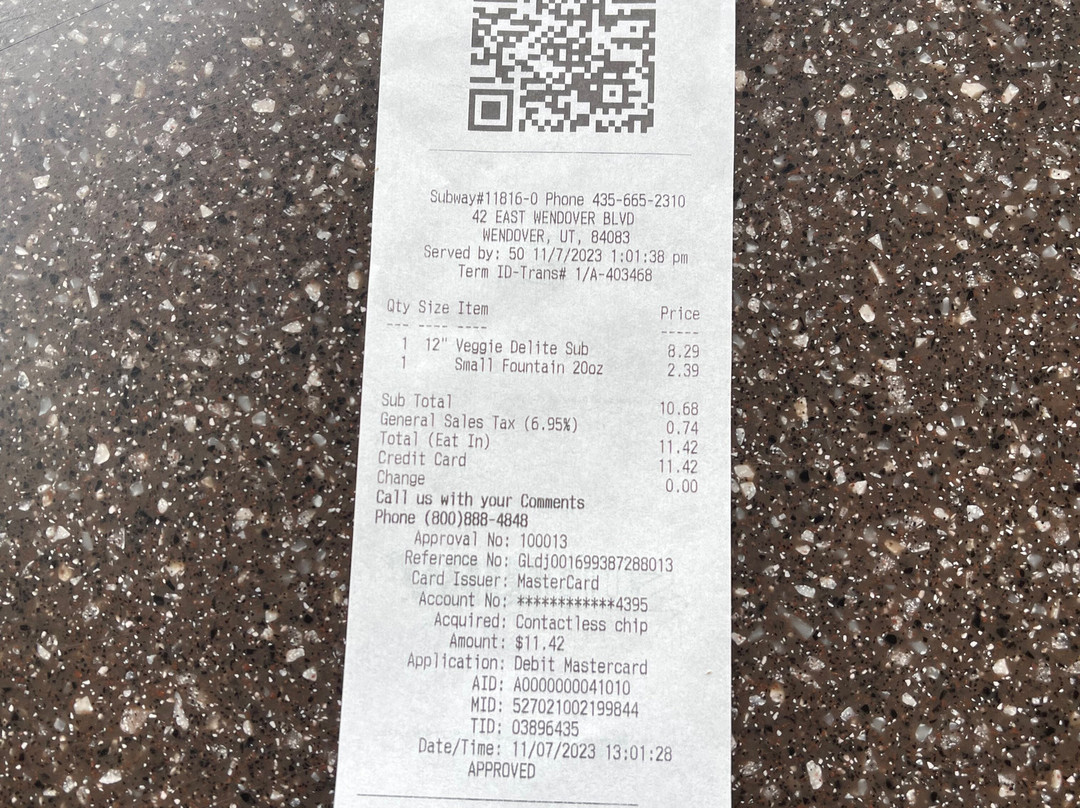 Subway#11816-0 Phone 435-665-2310
42 EAST WENDOVER BLVD
WENDOVER, UT, 84083
Served by: 50 11/7/2023 1:01:38 pm
Term ID-Trans# 1/A-403468
Qty Size Item Price
--- ---- ---- -----
1 12" Veggie Delite Sub 8.29
1 Small Fountain 20oz 2.39
Sub Total 10.68
General Sales Tax (6.95%) 0.74
Total (Eat In) 11.42
Credit Card 11.42
Change 0.00
Call us with your Comments
Phone (800)888-4848
Approval No: 100013
Reference No: GLdj001699387288013
Card Issuer: MasterCard
Account No: ************4395
Acquired: Contactless chip
Amount: $11.42
Application: Debit Mastercard
AID: A0000000041010
MID: 527021002199844
TID: 03896435
Date/Time: 11/07/2023 13:01:28
APPROVED